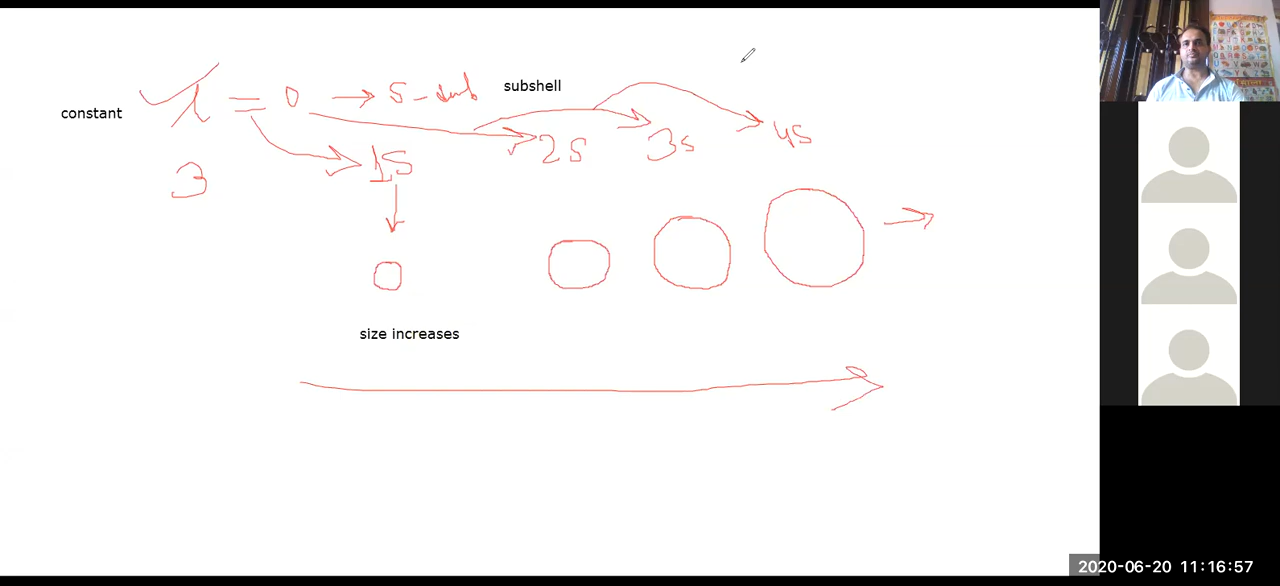 l = 0 → s - sub subshell
constant
1s 2s 3s 4s
3
size increases
2020-06-20 11:16:57